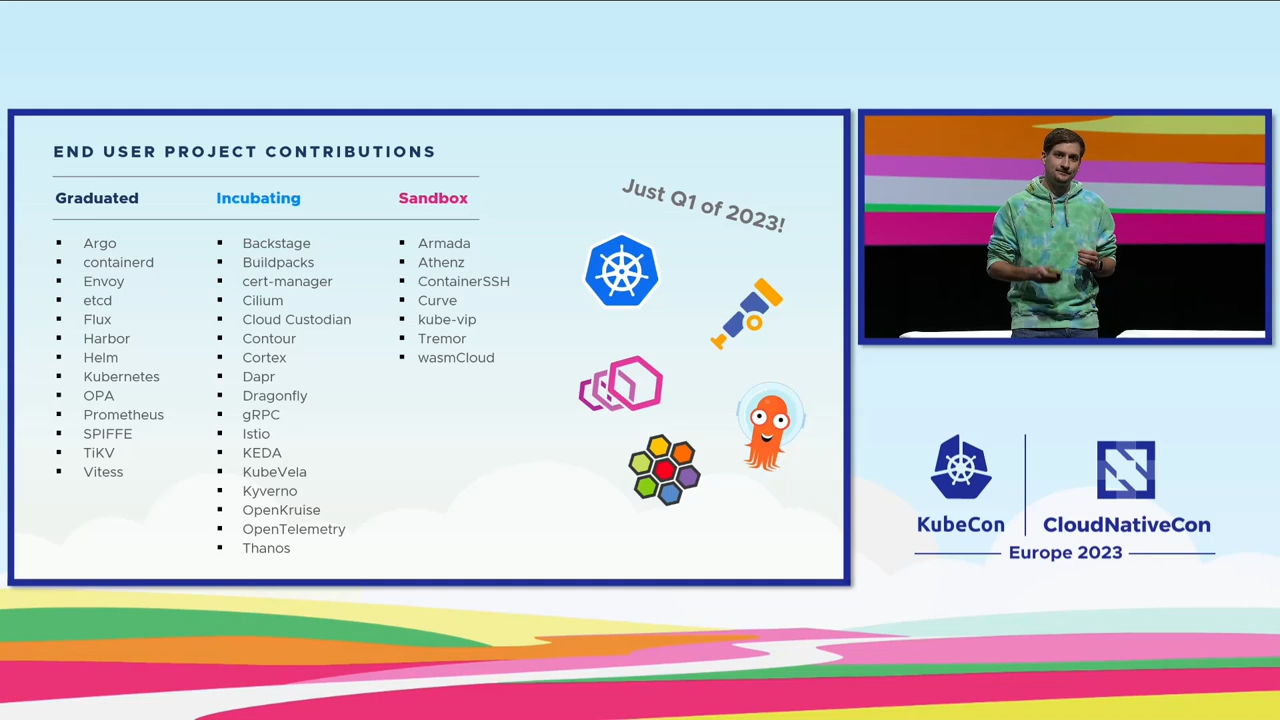 END USER PROJECT CONTRIBUTIONS
Graduated
Argo
containerd
Envoy
etcd
Flux
Harbor
Helm
Kubernetes
OPA
Prometheus
SPIFFE
TiKV
Vitess
Incubating
Backstage
Buildpacks
cert-manager
Cilium
Cloud Custodian
Contour
Cortex
Dapr
Dragonfly
gRPC
Istio
KEDA
KubeVela
Kyverno
OpenKruise
OpenTelemetry
Thanos
Sandbox
Armada
Athenz
ContainerSSH
Curve
kube-vip
Tremor
wasmCloud
Just Q1 of 2023!
KubeCon
CloudNativeCon
Europe 2023